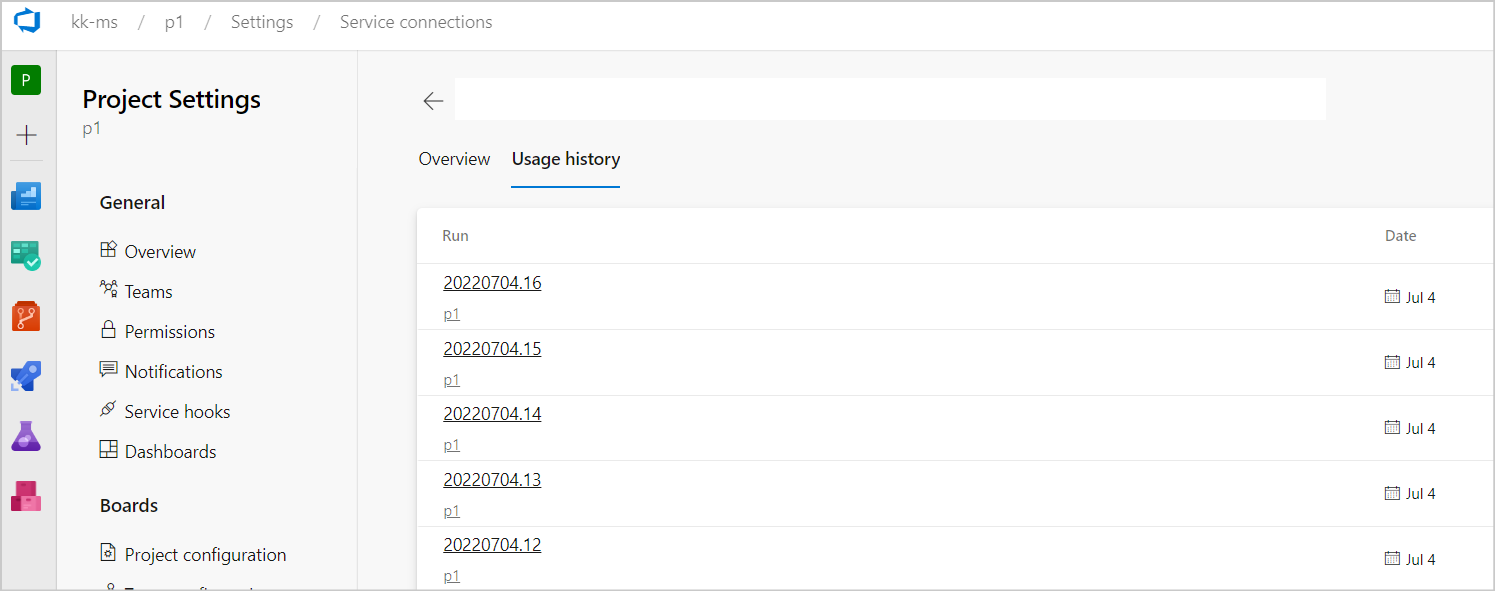 kk-ms / p1 / Settings / Service connections
P
Project Settings
p1
General
Overview
Teams
Permissions
Notifications
Service hooks
Dashboards
Boards
Project configuration
Overview Usage history
Run Date
20220704.16
p1
Jul 4
20220704.15
p1
Jul 4
20220704.14
p1
Jul 4
20220704.13
p1
Jul 4
20220704.12
p1
Jul 4